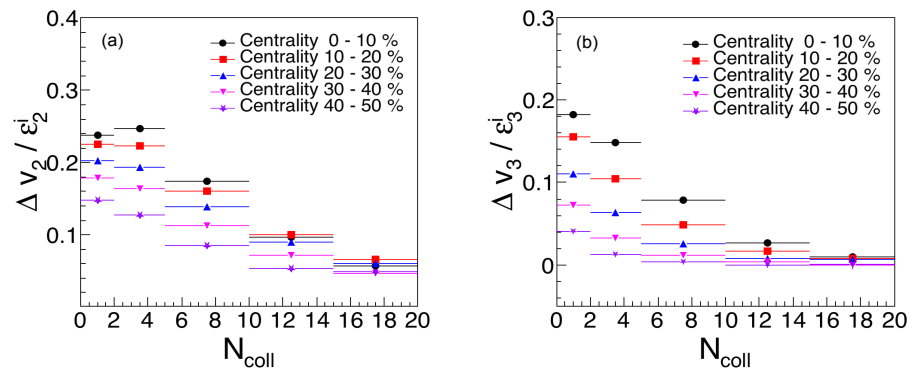 (a)
Centrality 0 - 10 %
Centrality 10 - 20 %
Centrality 20 - 30 %
Centrality 30 - 40 %
Centrality 40 - 50 %
0.4
0.3
0.2
0.1
Δ v₂ / εⁱ₂
0 2 4 6 8 10 12 14 16 18 20
N_coll
(b)
Centrality 0 - 10 %
Centrality 10 - 20 %
Centrality 20 - 30 %
Centrality 30 - 40 %
Centrality 40 - 50 %
0.3
0.2
0.1
0
Δ v₃ / εⁱ₃
0 2 4 6 8 10 12 14 16 18 20
N_coll